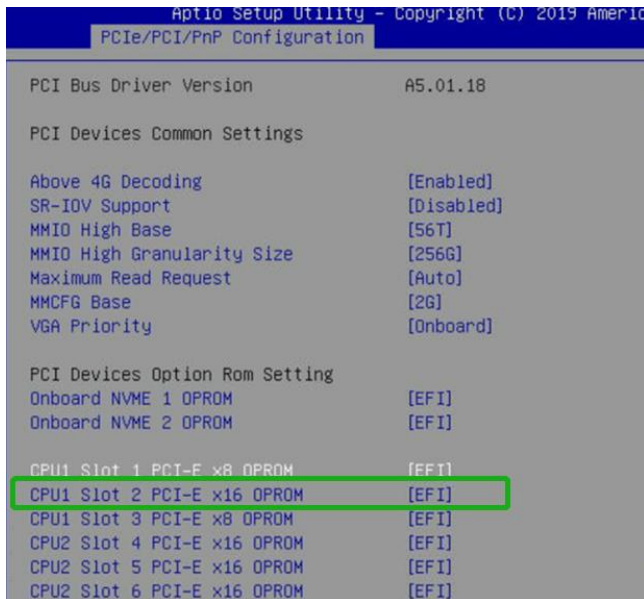 Aptio Setup Utility – Copyright (C) 2019 Americ
PCIe/PCI/PnP Configuration
PCI Bus Driver Version A5.01.18
PCI Devices Common Settings
Above 4G Decoding [Enabled]
SR-IOV Support [Disabled]
MMIO High Base [56T]
MMIO High Granularity Size [256G]
Maximum Read Request [Auto]
MMCFG Base [2G]
VGA Priority [Onboard]
PCI Devices Option Rom Setting
Onboard NVME 1 OPROM [EFI]
Onboard NVME 2 OPROM [EFI]
CPU1 Slot 1 PCI-E x8 OPROM [EFI]
CPU1 Slot 2 PCI-E x16 OPROM [EFI]
CPU1 Slot 3 PCI-E x8 OPROM [EFI]
CPU2 Slot 4 PCI-E x16 OPROM [EFI]
CPU2 Slot 5 PCI-E x16 OPROM [EFI]
CPU2 Slot 6 PCI-E x16 OPROM [EFI]